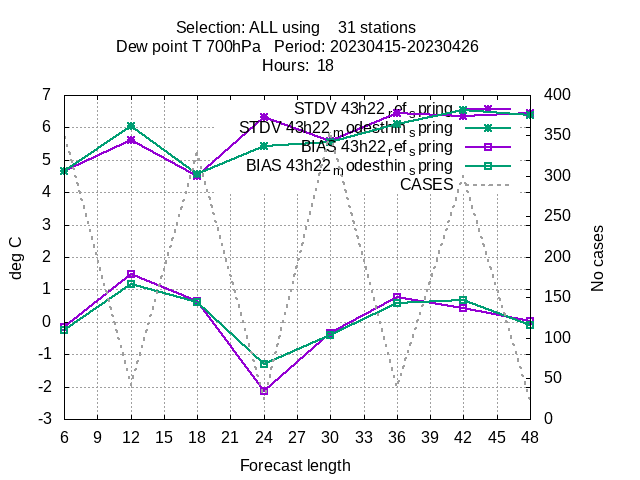 Selection: ALL using    31 stations
Dew point T 700hPa   Period: 20230415-20230426
Hours:  18
7
6
5
4
3
2
1
0
-1
-2
-3
deg C
400
350
300
250
200
150
100
50
0
No cases
STDV 43h22_ref_spring
STDV 43h22_modesthin_spring
BIAS 43h22_ref_spring
BIAS 43h22_modesthin_spring
CASES
6 9 12 15 18 21 24 27 30 33 36 39 42 45 48
Forecast length